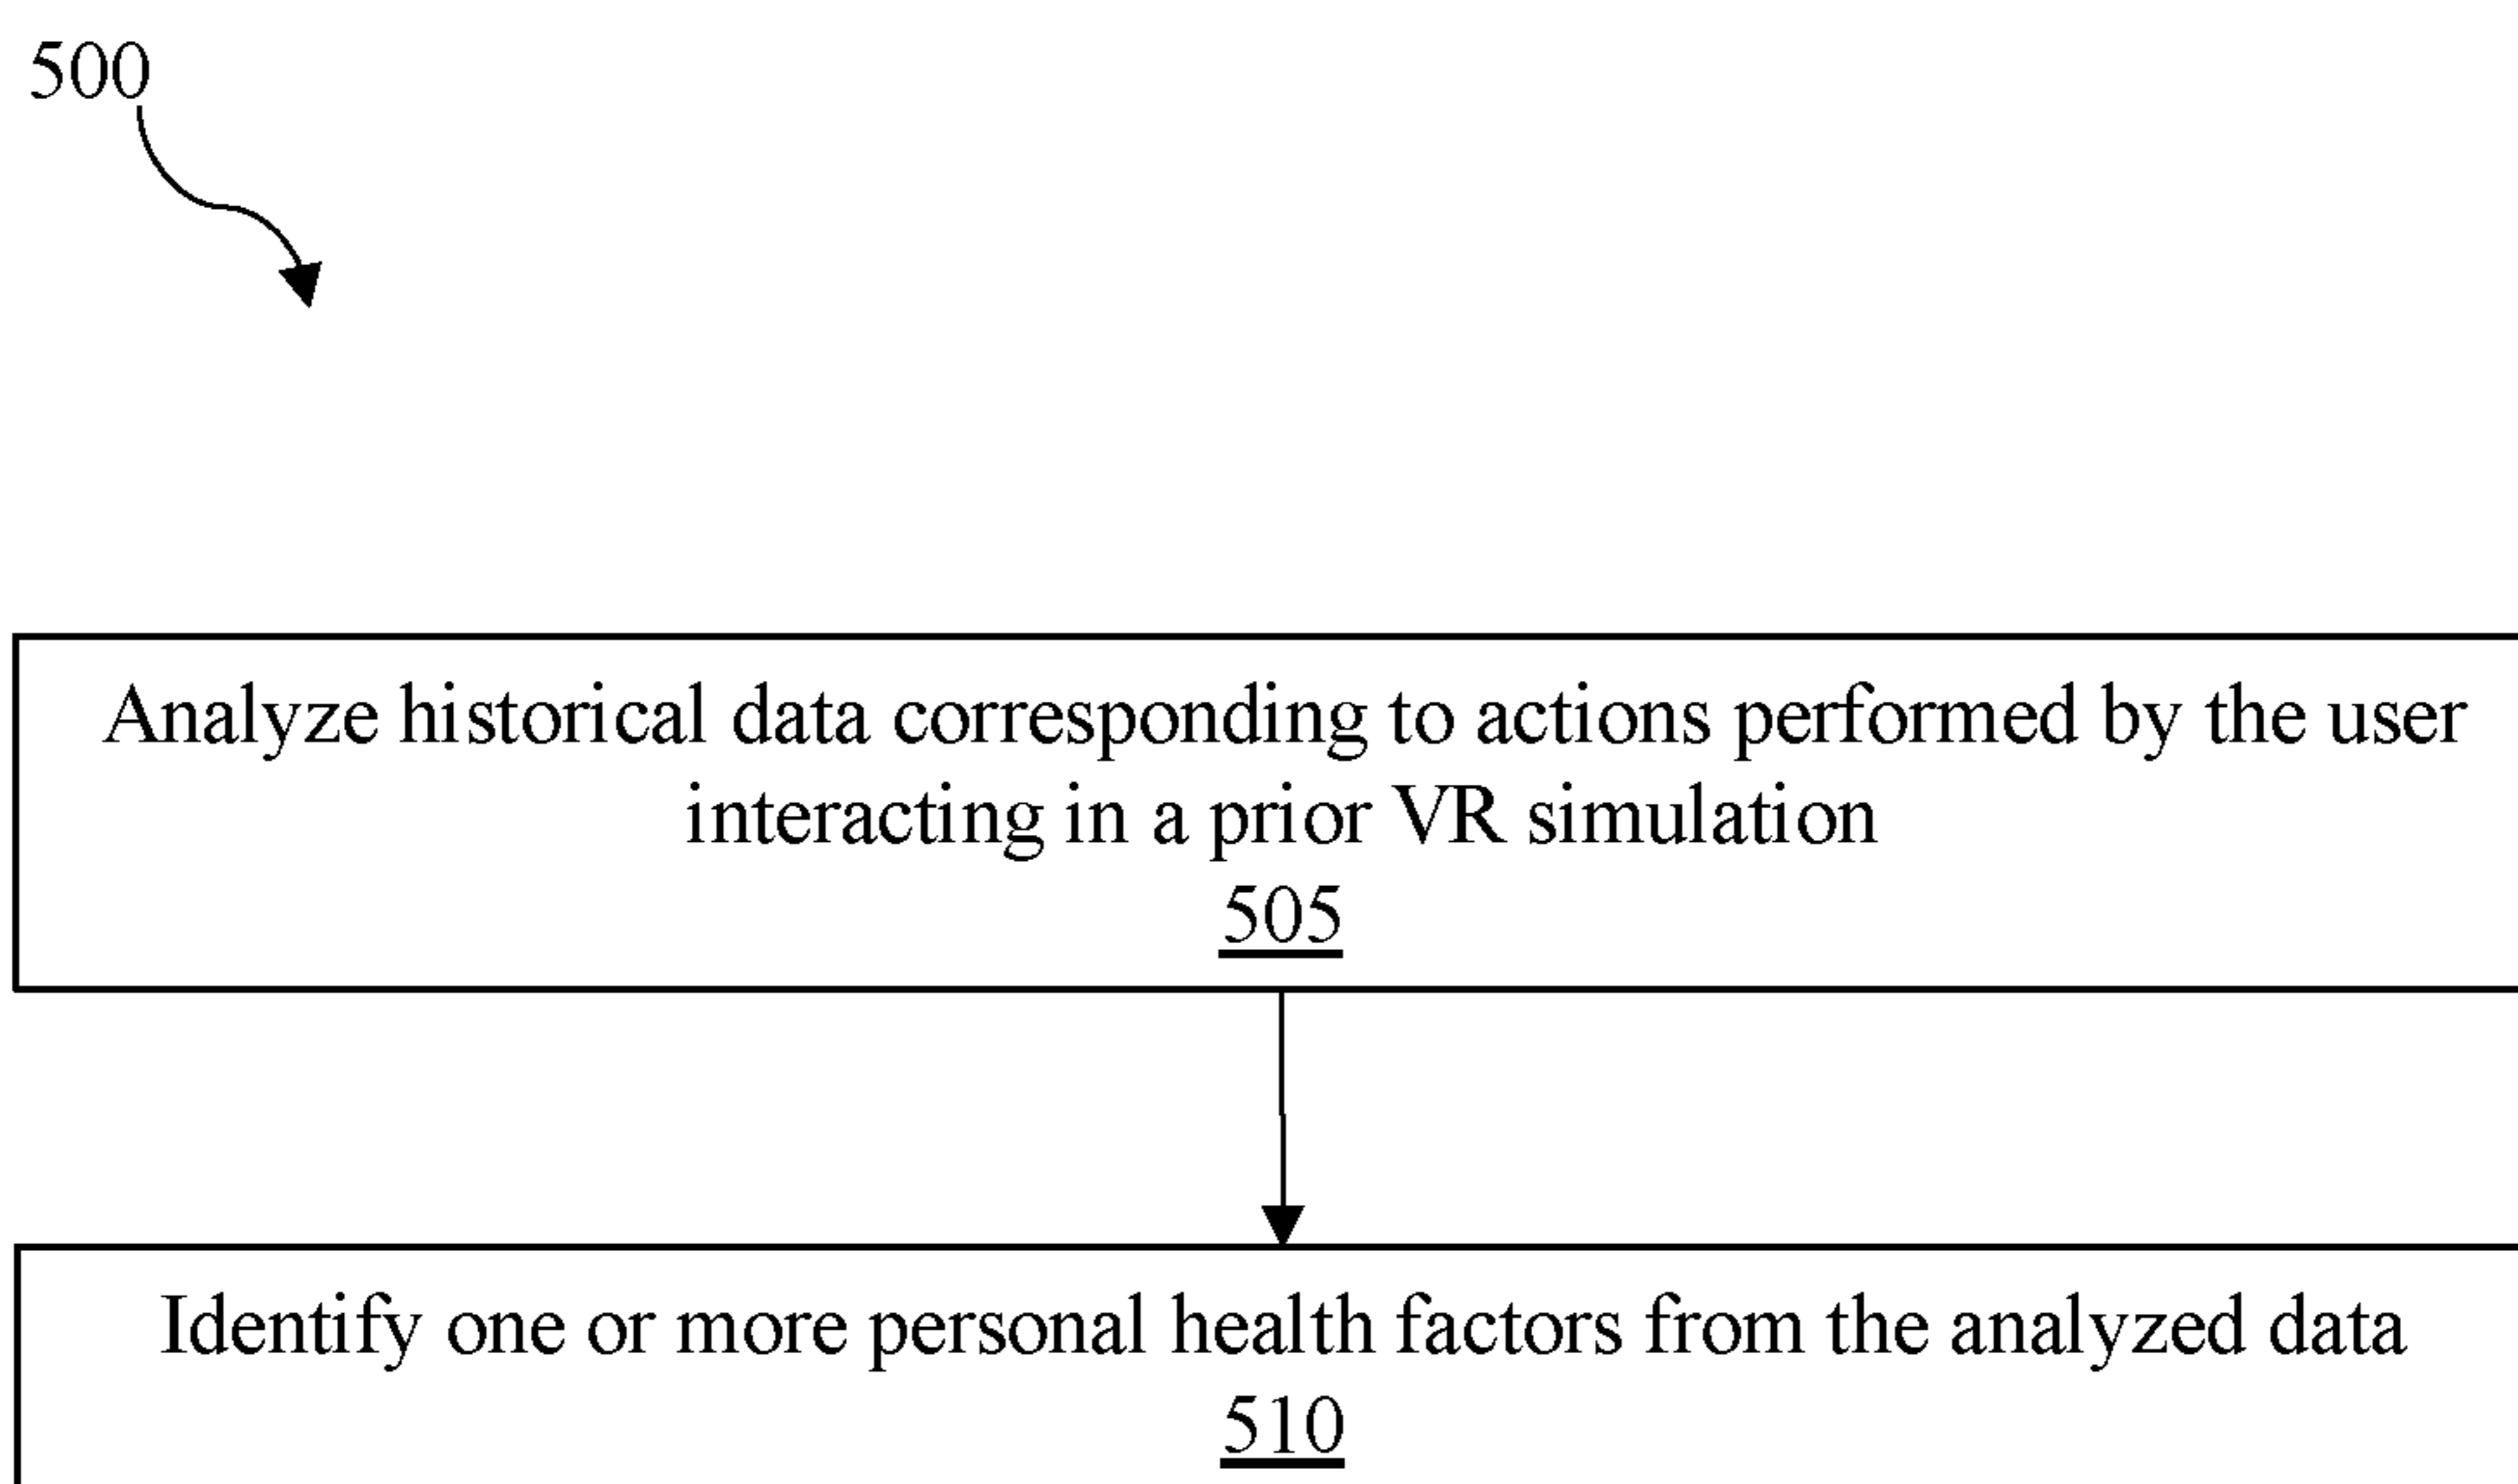 500
Analyze historical data corresponding to actions performed by the user
interacting in a prior VR simulation
505
Identify one or more personal health factors from the analyzed data
510